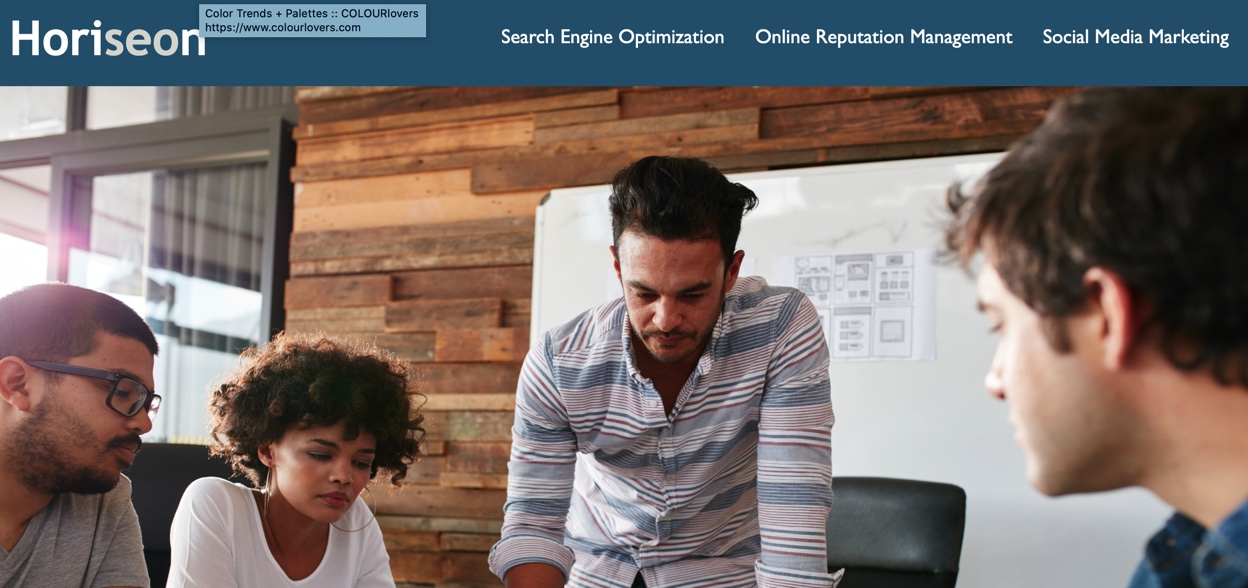 Color Trends + Palettes :: COLOURlovers
https://www.colourlovers.com
Horiseon
Search Engine Optimization Online Reputation Management Social Media Marketing